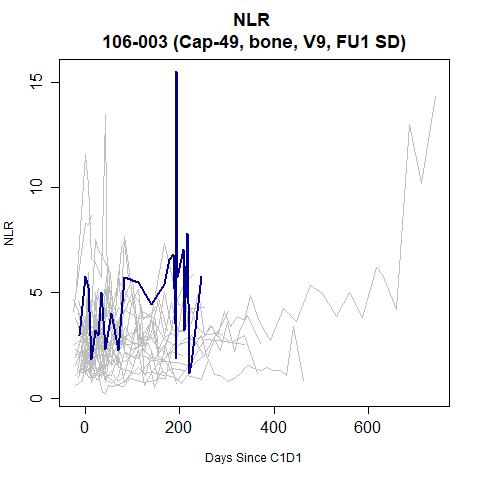 NLR
106-003 (Cap-49, bone, V9, FU1 SD)
NLR
15
10
5
0
0 200 400 600
Days Since C1D1